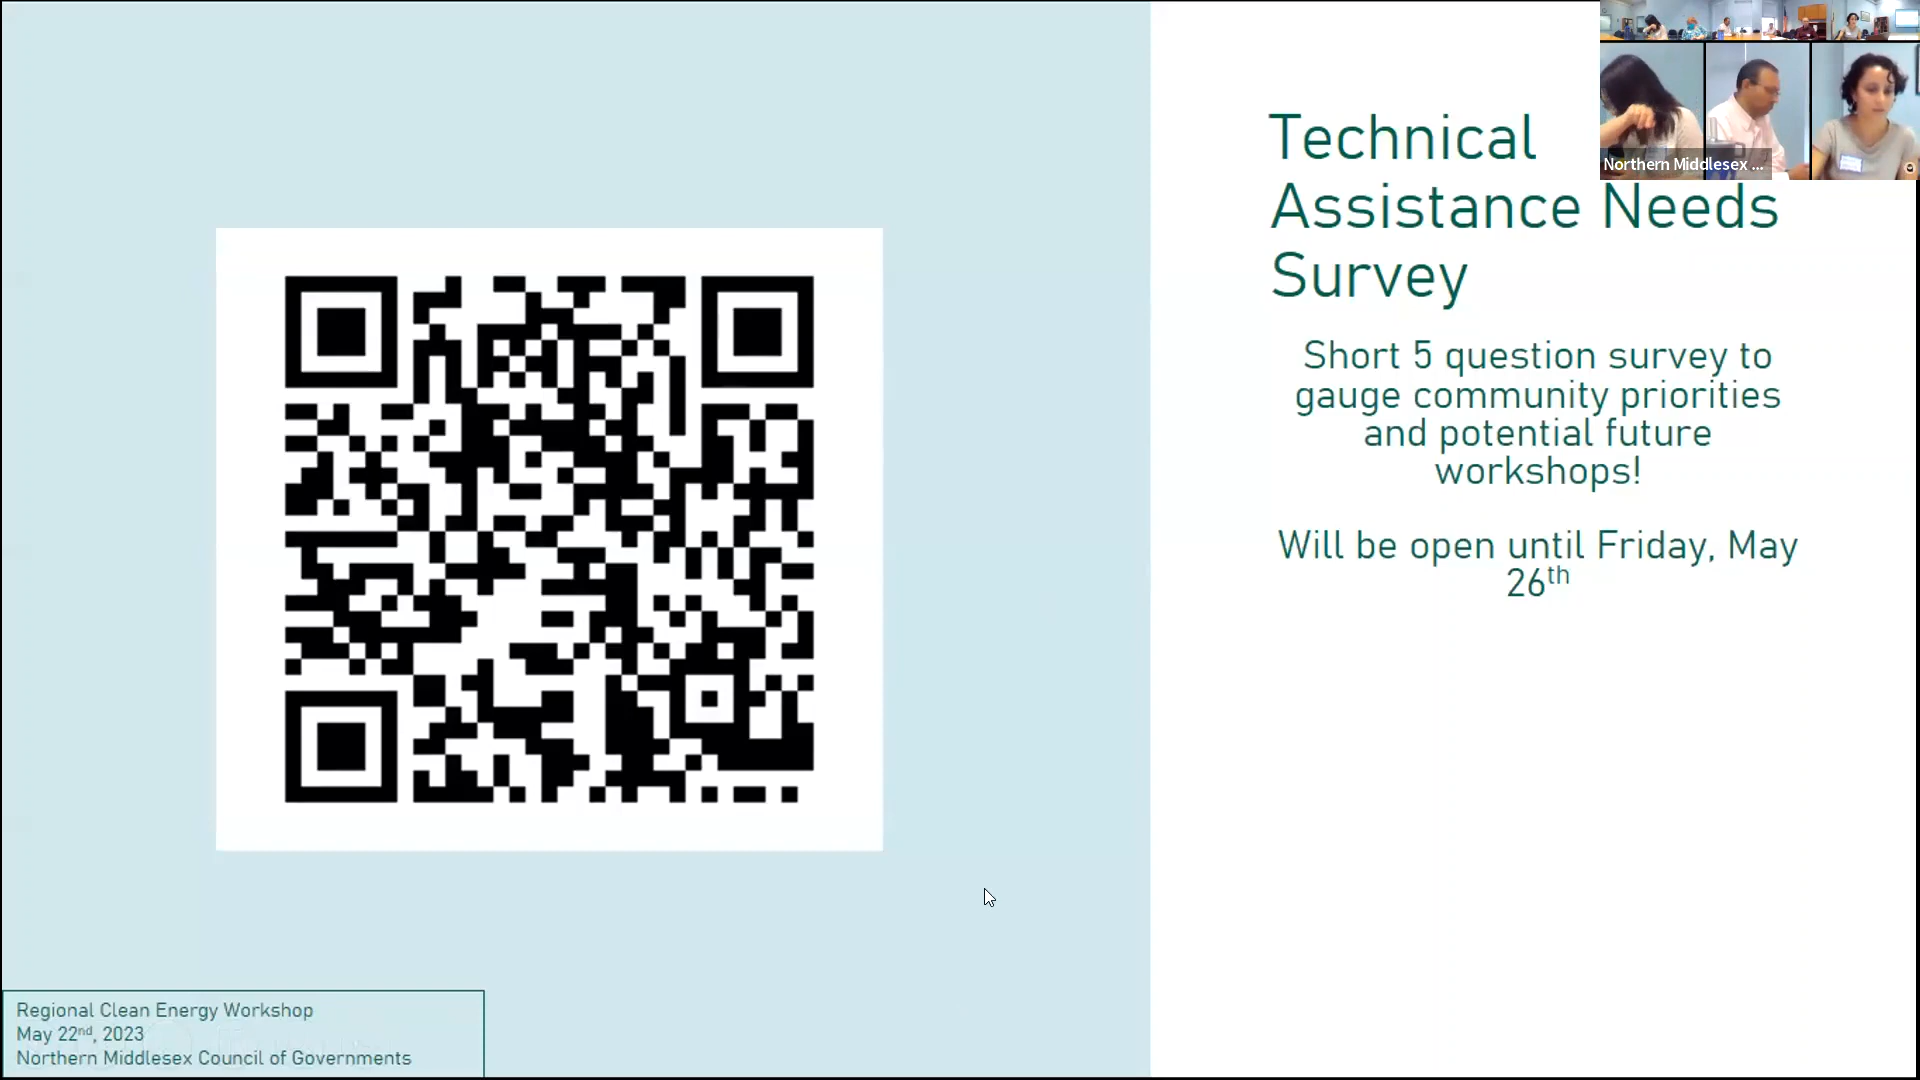 Technical
Assistance Needs
Survey
Short 5 question survey to
gauge community priorities
and potential future
workshops!
Will be open until Friday, May
26th
Northern Middlesex ...
Regional Clean Energy Workshop
May 22nd, 2023
Northern Middlesex Council of Governments